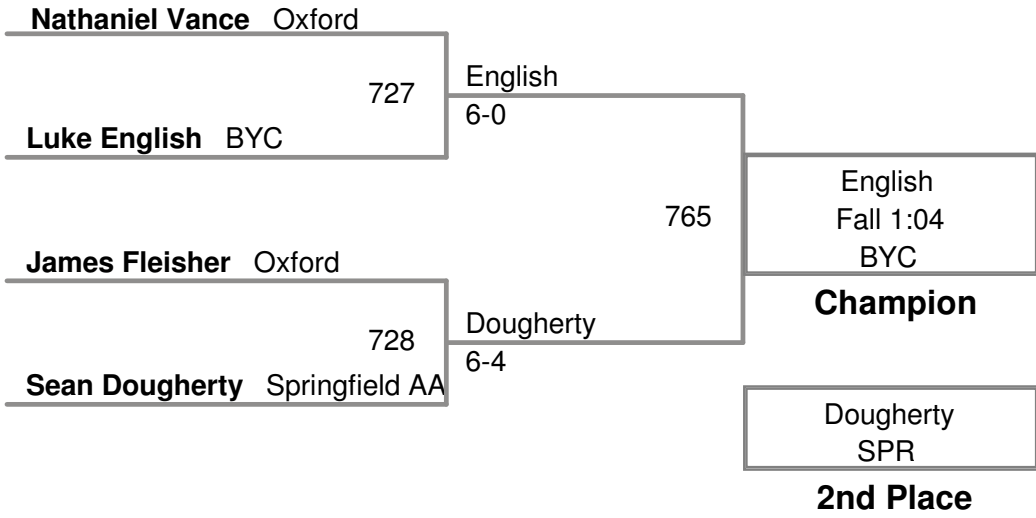 Nathaniel Vance Oxford
727
English
6-0
Luke English BYC
765
English
Fall 1:04
BYC
Champion
James Fleisher Oxford
728
Dougherty
6-4
Sean Dougherty Springfield AA
Dougherty
SPR
2nd Place